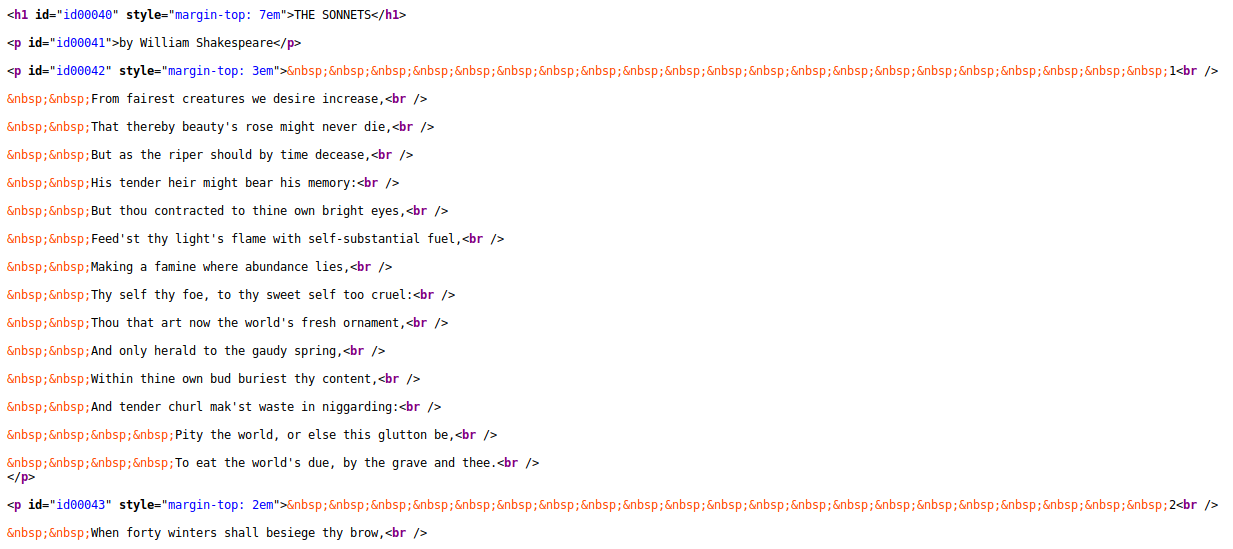 <h1 id="id00040" style="margin-top: 7em">THE SONNETS</h1>
<p id="id00041">by William Shakespeare</p>
<p id="id00042" style="margin-top: 3em">&nbsp;&nbsp;&nbsp;&nbsp;&nbsp;&nbsp;&nbsp;&nbsp;&nbsp;&nbsp;&nbsp;&nbsp;&nbsp;&nbsp;&nbsp;&nbsp;&nbsp;&nbsp;&nbsp;&nbsp;&nbsp;1<br />
&nbsp;&nbsp;From fairest creatures we desire increase,<br />
&nbsp;&nbsp;That thereby beauty's rose might never die,<br />
&nbsp;&nbsp;But as the riper should by time decease,<br />
&nbsp;&nbsp;His tender heir might bear his memory:<br />
&nbsp;&nbsp;But thou contracted to thine own bright eyes,<br />
&nbsp;&nbsp;Feed'st thy light's flame with self-substantial fuel,<br />
&nbsp;&nbsp;Making a famine where abundance lies,<br />
&nbsp;&nbsp;Thy self thy foe, to thy sweet self too cruel:<br />
&nbsp;&nbsp;Thou that art now the world's fresh ornament,<br />
&nbsp;&nbsp;And only herald to the gaudy spring,<br />
&nbsp;&nbsp;Within thine own bud buriest thy content,<br />
&nbsp;&nbsp;And tender churl mak'st waste in niggarding:<br />
&nbsp;&nbsp;&nbsp;&nbsp;Pity the world, or else this glutton be,<br />
&nbsp;&nbsp;&nbsp;&nbsp;To eat the world's due, by the grave and thee.<br />
</p>
<p id="id00043" style="margin-top: 2em">&nbsp;&nbsp;&nbsp;&nbsp;&nbsp;&nbsp;&nbsp;&nbsp;&nbsp;&nbsp;&nbsp;&nbsp;&nbsp;&nbsp;&nbsp;&nbsp;&nbsp;&nbsp;&nbsp;&nbsp;&nbsp;2<br />
&nbsp;&nbsp;When forty winters shall besiege thy brow,<br />